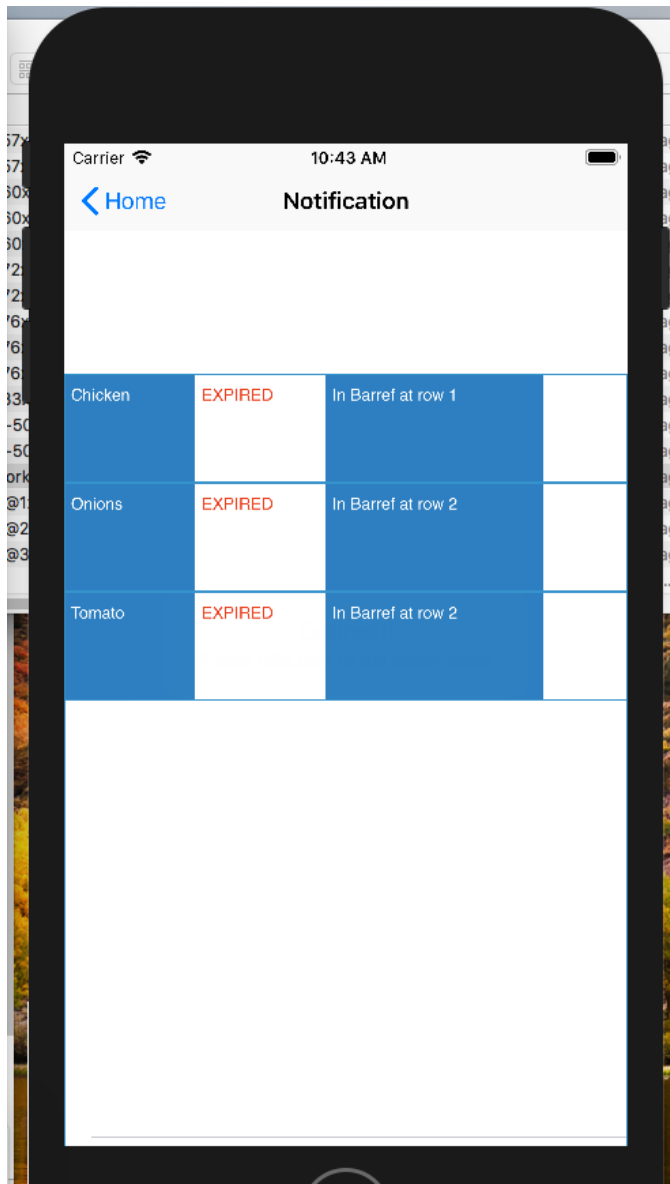 Carrier 10:43 AM
Home Notification
Chicken EXPIRED In Barref at row 1
Onions EXPIRED In Barref at row 2
Tomato EXPIRED In Barref at row 2